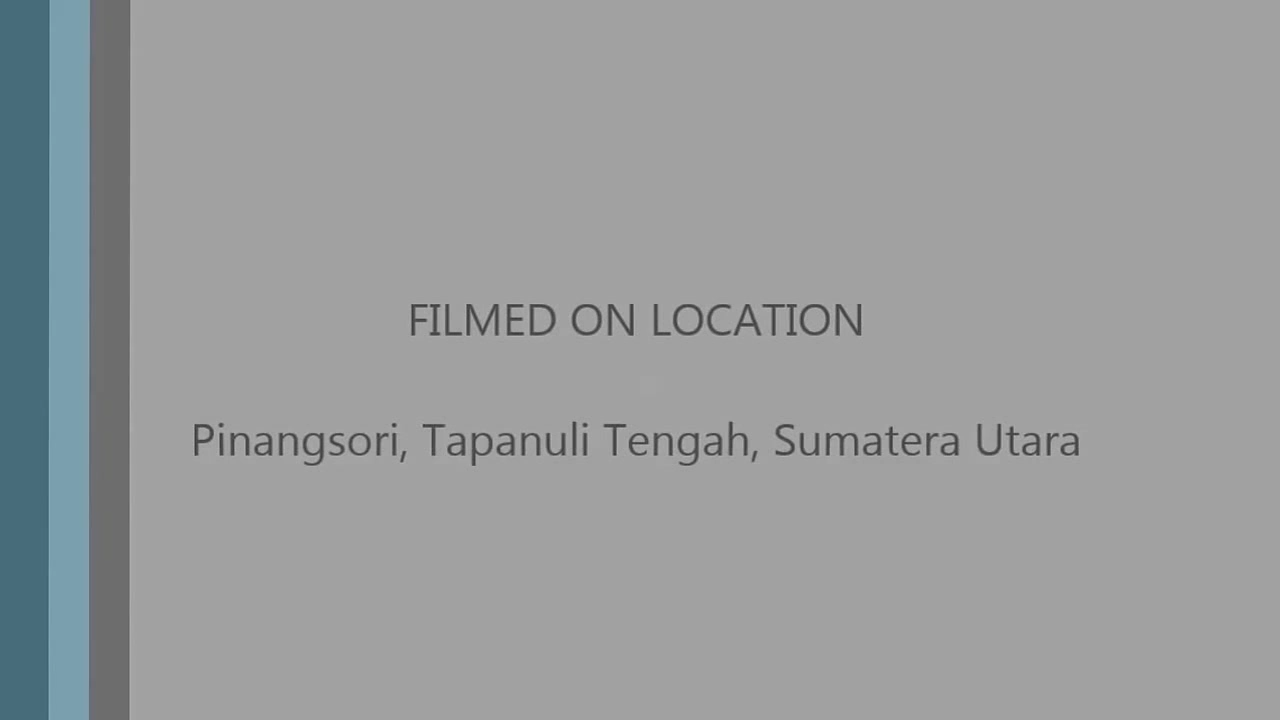 FILMED ON LOCATION
Pinangsori, Tapanuli Tengah, Sumatera Utara